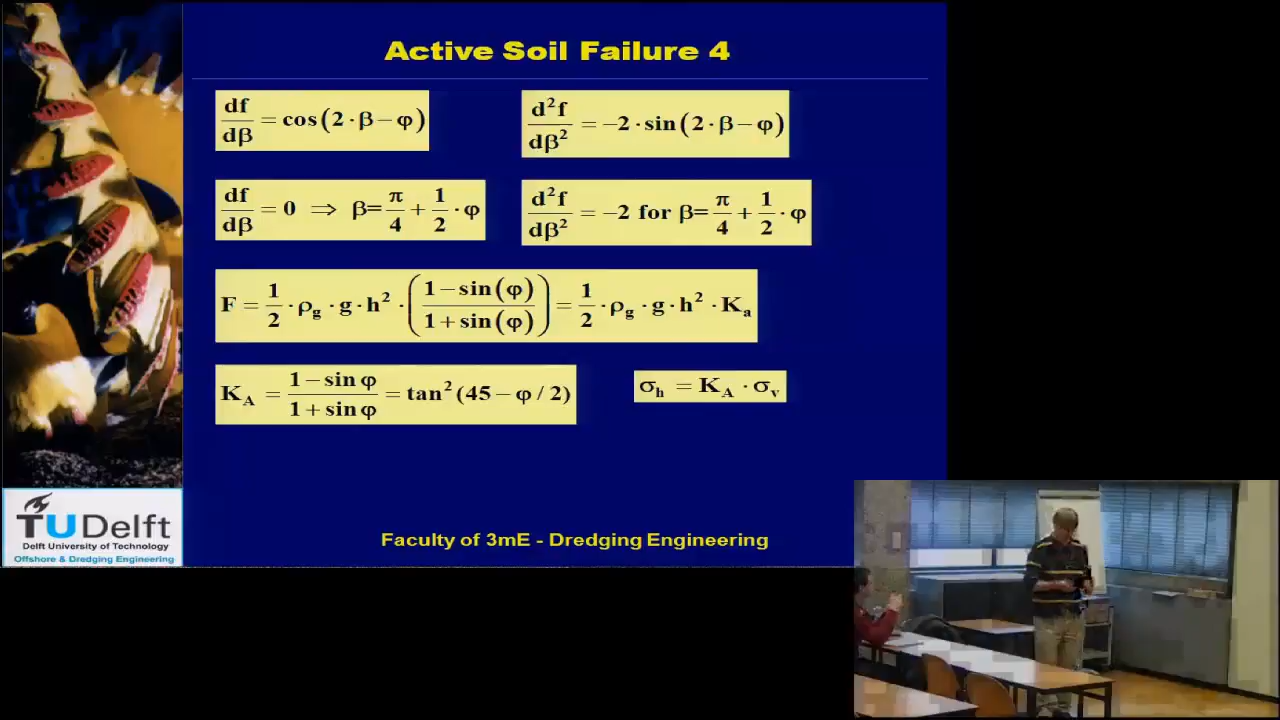 Active Soil Failure 4
df/dβ = cos(2·β−φ)
d²f/dβ² = −2·sin(2·β−φ)
df/dβ = 0 ⇒ β=π/4+1/2·φ
d²f/dβ² = −2 for β=π/4+1/2·φ
F = 1/2·ρg·g·h²·((1−sin(φ))/(1+sin(φ))) = 1/2·ρg·g·h²·Ka
KA = (1−sin φ)/(1+sin φ) = tan²(45−φ/2)
σh = KA·σv
TUDelft
Delft University of Technology
Offshore & Dredging Engineering
Faculty of 3mE - Dredging Engineering